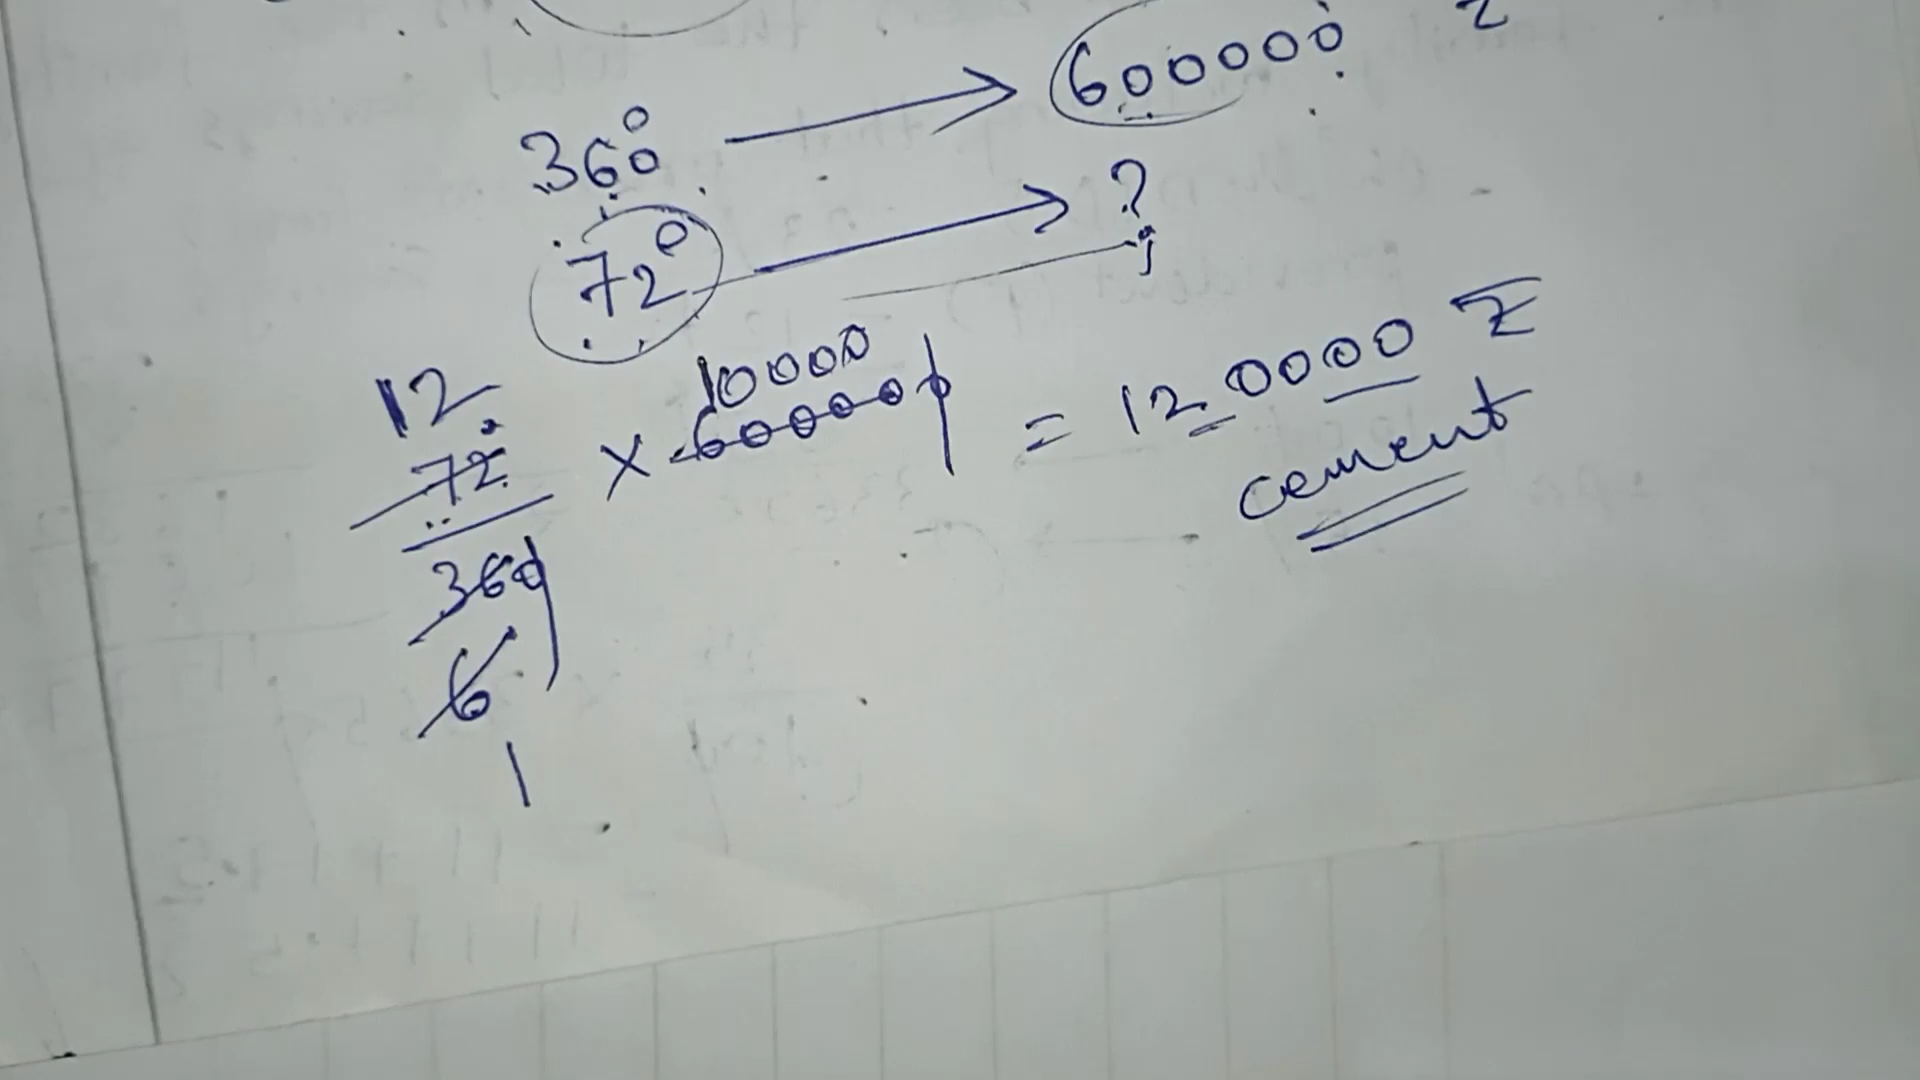 360° → 600000 z
72° → ?
12 10000
72 × 600000 = 120000 z
360 cement
6
1